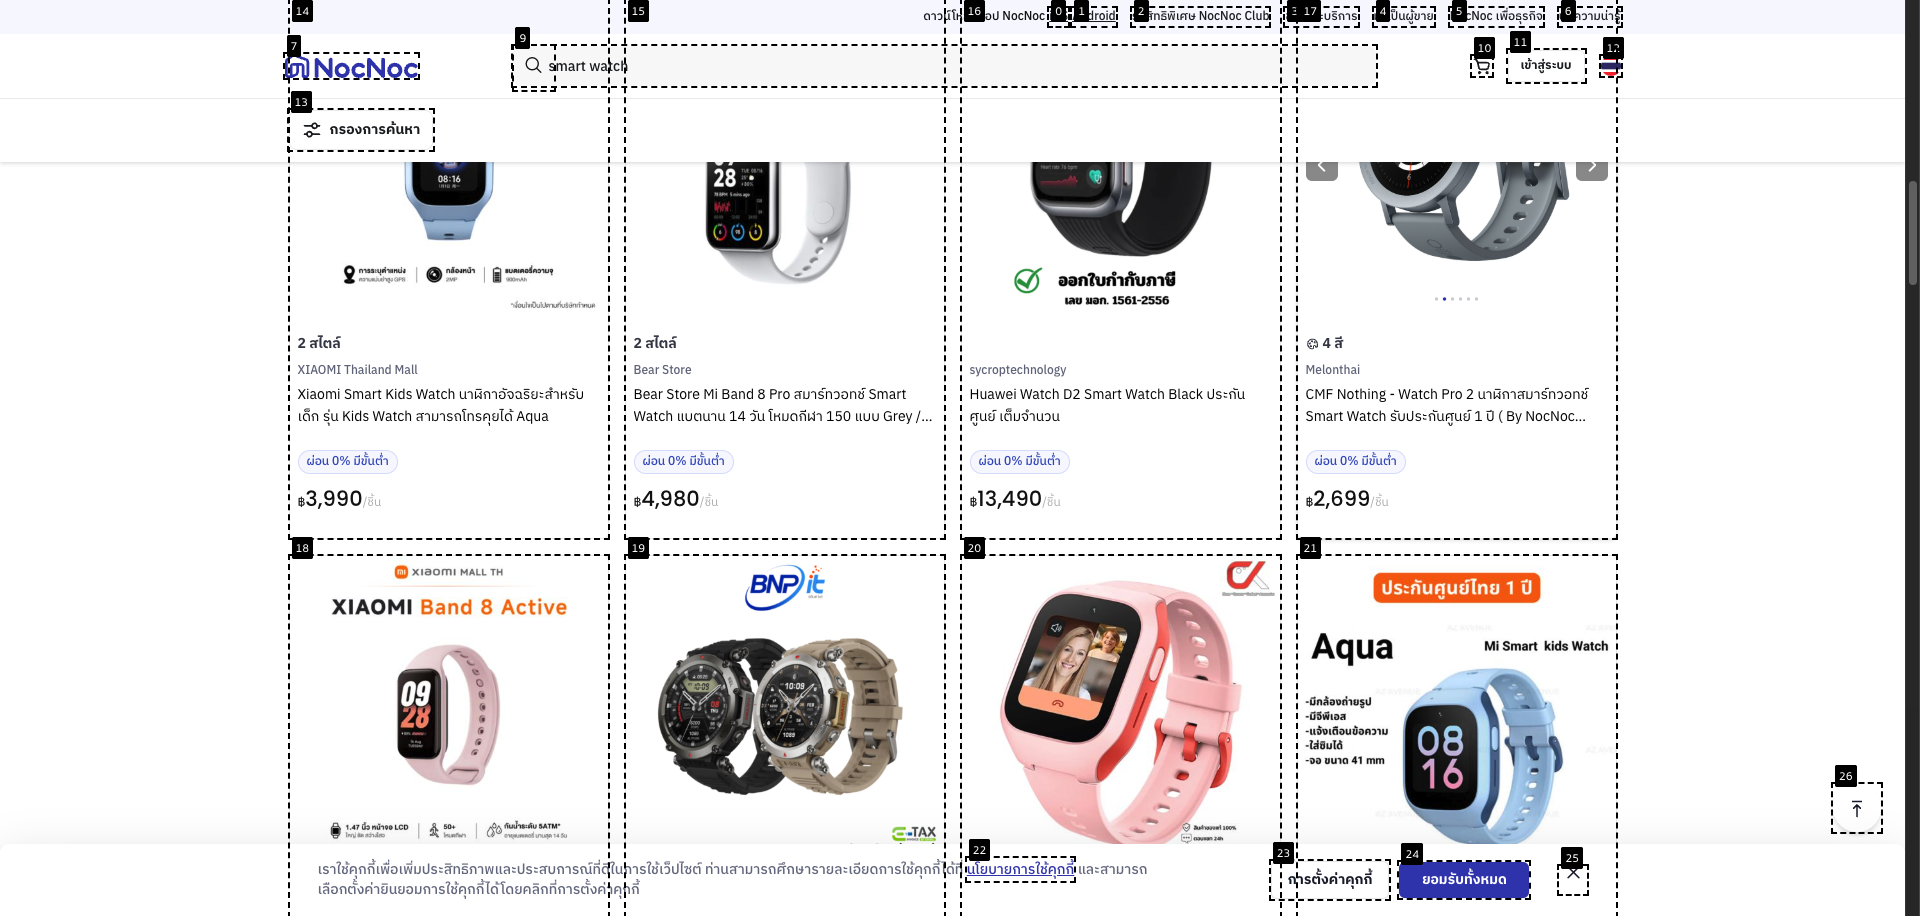 ดาวน์โหลดแอป NocNoc
Android
NocNoc Club
NocNoc เพื่อธุรกิจ
NocNoc
smart watch
เข้าสู่ระบบ
กรองการค้นหา
08:16
28
การระบุตำแหน่ง
กล้องหน้า
2MP
แบตเตอรี่ความจุ
900mAh
*เงื่อนไขเป็นไปตามที่บริษัทกำหนด
ออกใบกำกับภาษี
เลข มอก. 1561-2556
2 สไตล์
XIAOMI Thailand Mall
Xiaomi Smart Kids Watch นาฬิกาอัจฉริยะสำหรับ
เด็ก รุ่น Kids Watch สามารถโทรคุยได้ Aqua
ผ่อน 0% มีขั้นต่ำ
฿3,990/ชิ้น
2 สไตล์
Bear Store
Bear Store Mi Band 8 Pro สมาร์ทวอทช์ Smart
Watch แบตนาน 14 วัน โหมดกีฬา 150 แบบ Grey /...
ผ่อน 0% มีขั้นต่ำ
฿4,980/ชิ้น
sycroptechnology
Huawei Watch D2 Smart Watch Black ประกัน
ศูนย์ เต็มจำนวน
ผ่อน 0% มีขั้นต่ำ
฿13,490/ชิ้น
4 สี
Melonthai
CMF Nothing - Watch Pro 2 นาฬิกาสมาร์ทวอทช์
Smart Watch รับประกันศูนย์ 1 ปี ( By NocNoc...
ผ่อน 0% มีขั้นต่ำ
฿2,699/ชิ้น
XIAOMI MALL TH
XIAOMI Band 8 Active
09
28
1.47 นิ้ว หน้าจอ LCD
50+
กันน้ำระดับ 5ATM*
BNP it
E-TAX
สินค้าของแท้ 100%
ตอบแชท 24h
ประกันศูนย์ไทย 1 ปี
Aqua
Mi Smart kids Watch
-มีกล้องถ่ายรูป
-มีจีพีเอส
-แจ้งเตือนข้อความ
-ใส่ซิมได้
-จอ ขนาด 41 mm
08
16
เราใช้คุกกี้เพื่อเพิ่มประสิทธิภาพและประสบการณ์ที่ดีในการใช้เว็ปไซต์ ท่านสามารถศึกษารายละเอียดการใช้คุกกี้ได้ที่ นโยบายการใช้คุกกี้ และสามารถ
เลือกตั้งค่ายินยอมการใช้คุกกี้ได้โดยคลิกที่การตั้งค่าคุกกี้
การตั้งค่าคุกกี้
ยอมรับทั้งหมด
0
1
2
3
4
5
6
7
9
10
11
12
13
14
15
16
17
18
19
20
21
22
23
24
25
26